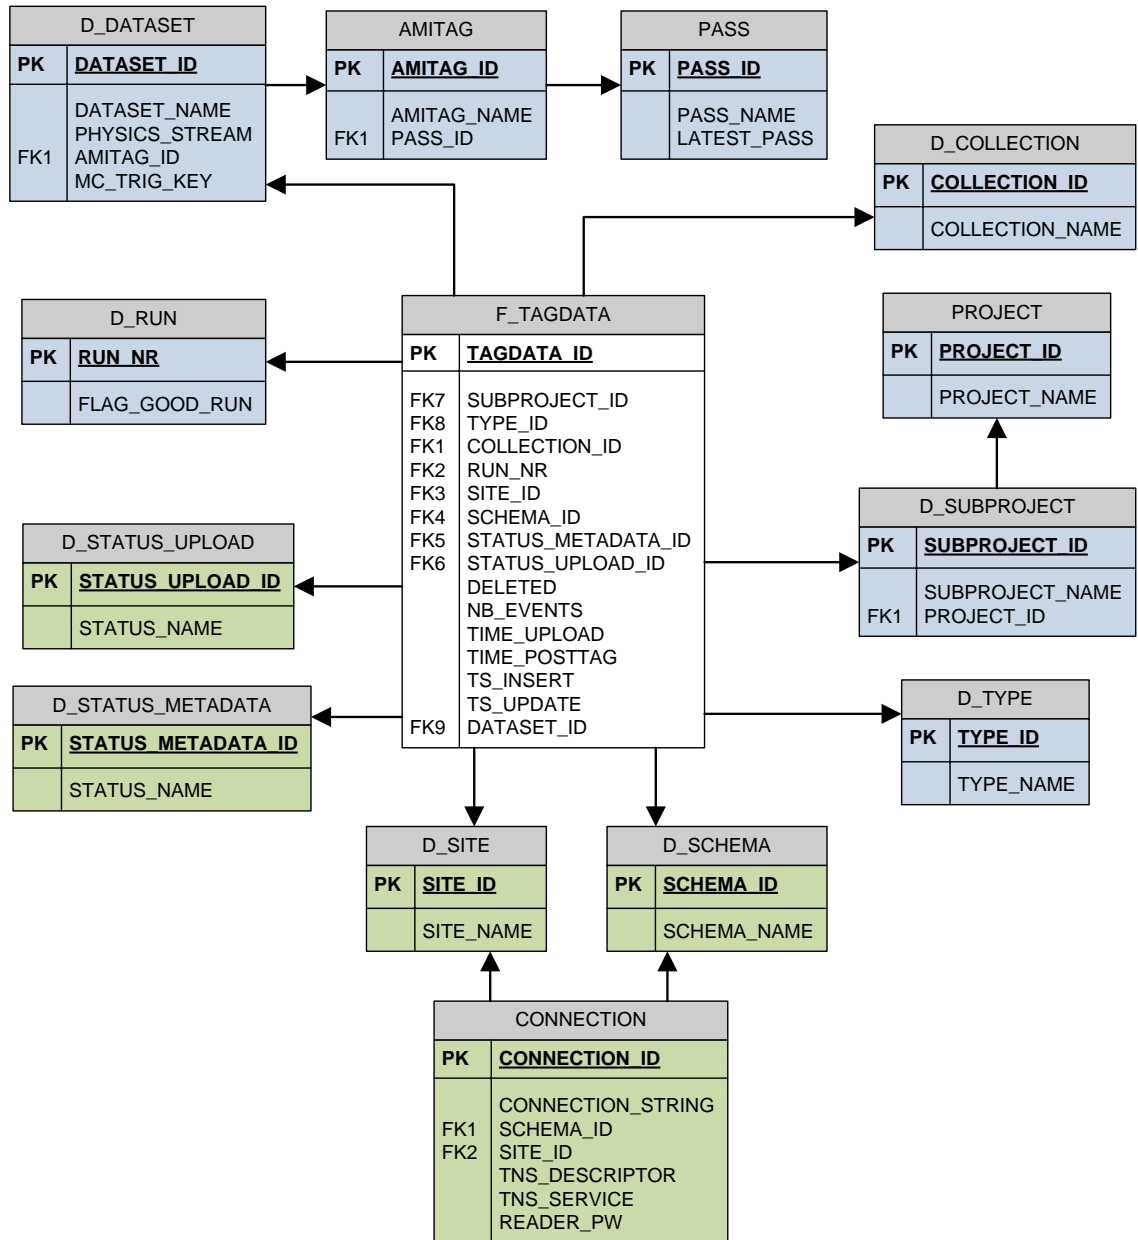 D_DATASET
PK DATASET_ID
DATASET_NAME
PHYSICS_STREAM
FK1 AMITAG_ID
MC_TRIG_KEY
AMITAG
PK AMITAG_ID
AMITAG_NAME
FK1 PASS_ID
PASS
PK PASS_ID
PASS_NAME
LATEST_PASS
D_COLLECTION
PK COLLECTION_ID
COLLECTION_NAME
D_RUN
PK RUN_NR
FLAG_GOOD_RUN
F_TAGDATA
PK TAGDATA_ID
FK7 SUBPROJECT_ID
FK8 TYPE_ID
FK1 COLLECTION_ID
FK2 RUN_NR
FK3 SITE_ID
FK4 SCHEMA_ID
FK5 STATUS_METADATA_ID
FK6 STATUS_UPLOAD_ID
DELETED
NB_EVENTS
TIME_UPLOAD
TIME_POSTTAG
TS_INSERT
TS_UPDATE
FK9 DATASET_ID
PROJECT
PK PROJECT_ID
PROJECT_NAME
D_SUBPROJECT
PK SUBPROJECT_ID
SUBPROJECT_NAME
FK1 PROJECT_ID
D_STATUS_UPLOAD
PK STATUS_UPLOAD_ID
STATUS_NAME
D_STATUS_METADATA
PK STATUS_METADATA_ID
STATUS_NAME
D_TYPE
PK TYPE_ID
TYPE_NAME
D_SITE
PK SITE_ID
SITE_NAME
D_SCHEMA
PK SCHEMA_ID
SCHEMA_NAME
CONNECTION
PK CONNECTION_ID
CONNECTION_STRING
FK1 SCHEMA_ID
FK2 SITE_ID
TNS_DESCRIPTOR
TNS_SERVICE
READER_PW